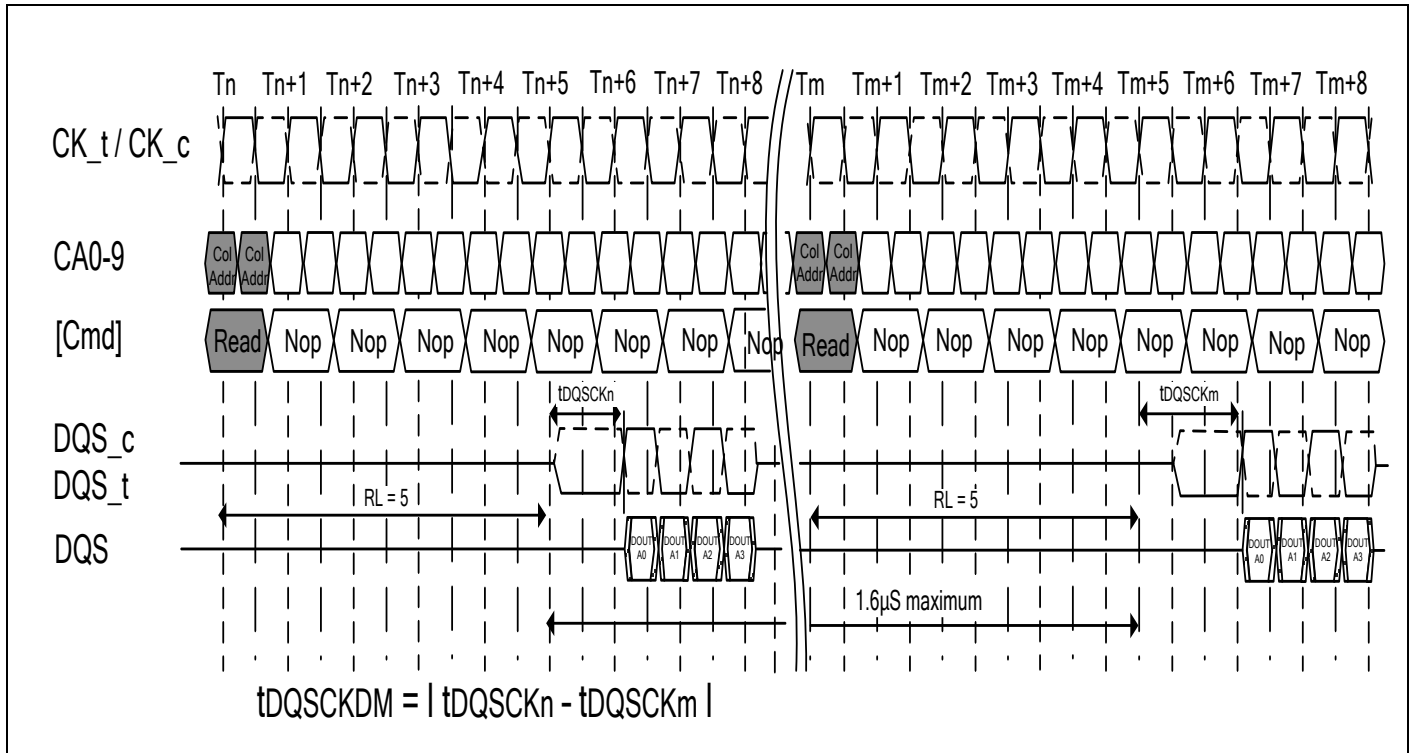 Tn Tn+1 Tn+2 Tn+3 Tn+4 Tn+5 Tn+6 Tn+7 Tn+8 Tm Tm+1 Tm+2 Tm+3 Tm+4 Tm+5 Tm+6 Tm+7 Tm+8
CK_t / CK_c
CA0-9 Col Addr Col Addr Col Addr Col Addr
[Cmd] Read Nop Nop Nop Nop Nop Nop Nop Nop Read Nop Nop Nop Nop Nop Nop Nop Nop
tDQSCKn tDQSCKm
DQS_c
DQS_t
RL = 5 RL = 5
DQS DOUT A0 DOUT A1 DOUT A2 DOUT A3 DOUT A0 DOUT A1 DOUT A2 DOUT A3
1.6µS maximum
tDQSCKDM = | tDQSCKn - tDQSCKm |